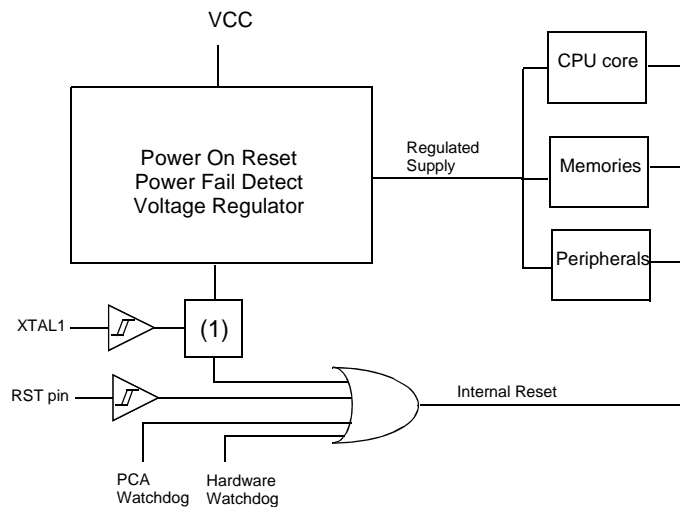 VCC
CPU core
Power On Reset
Power Fail Detect
Voltage Regulator
Regulated
Supply
Memories
Peripherals
XTAL1
(1)
RST pin
Internal Reset
PCA
Watchdog
Hardware
Watchdog